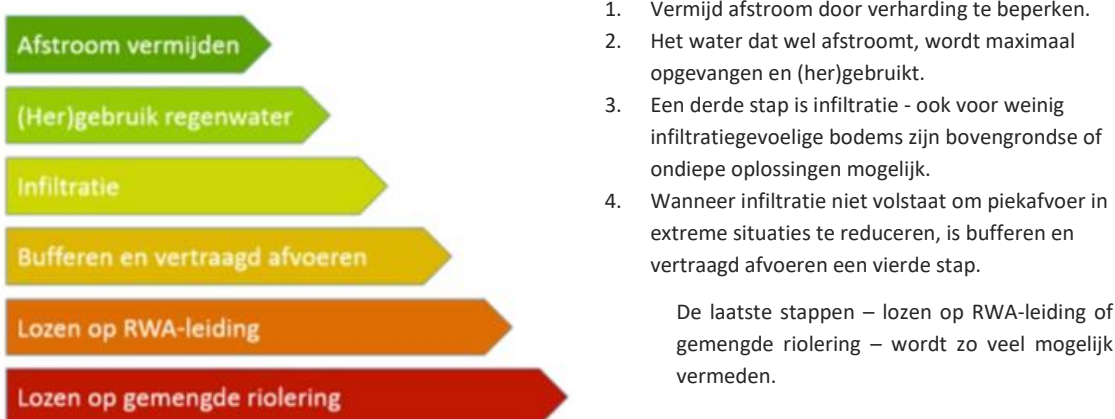 Afstroom vermijden
(Her)gebruik regenwater
Infiltratie
Bufferen en vertraagd afvoeren
Lozen op RWA-leiding
Lozen op gemengde riolering
1. Vermijd afstroom door verharding te beperken.
2. Het water dat wel afstroomt, wordt maximaal
opgevangen en (her)gebruikt.
3. Een derde stap is infiltratie - ook voor weinig
infiltratiegevoelige bodems zijn bovengrondse of
ondiepe oplossingen mogelijk.
4. Wanneer infiltratie niet volstaat om piekafvoer in
extreme situaties te reduceren, is bufferen en
vertraagd afvoeren een vierde stap.
De laatste stappen – lozen op RWA-leiding of
gemengde riolering – wordt zo veel mogelijk
vermeden.